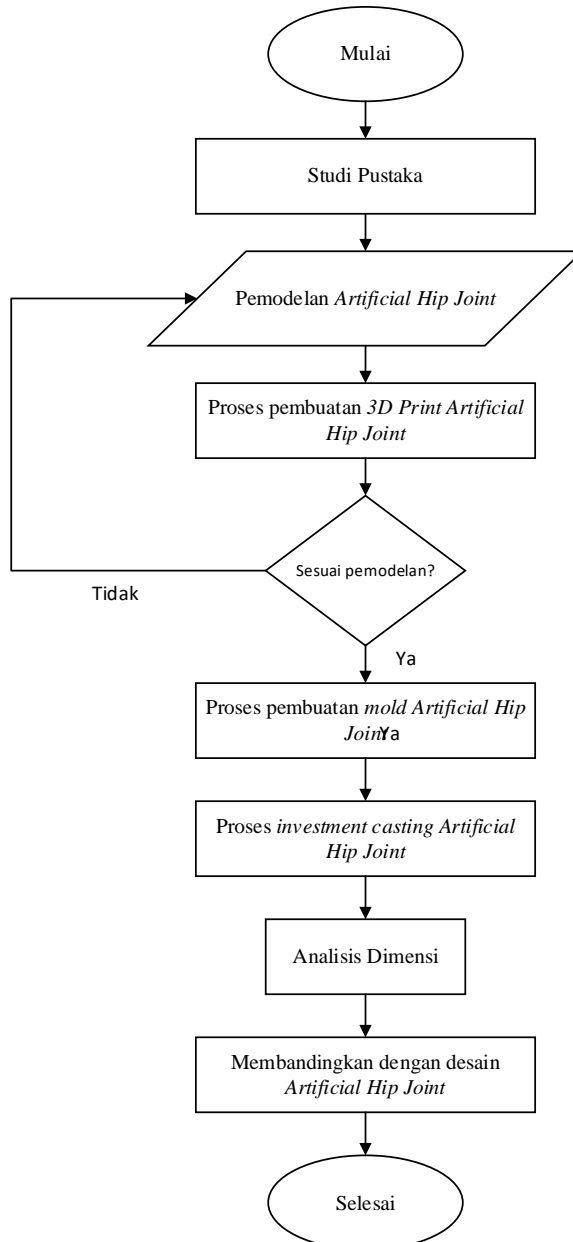 Mulai
Studi Pustaka
Pemodelan Artificial Hip Joint
Proses pembuatan 3D Print Artificial
Hip Joint
Sesuai pemodelan?
Tidak
Ya
Proses pembuatan mold Artificial Hip
Joint
Ya
Proses investment casting Artificial
Hip Joint
Analisis Dimensi
Membandingkan dengan desain
Artificial Hip Joint
Selesai